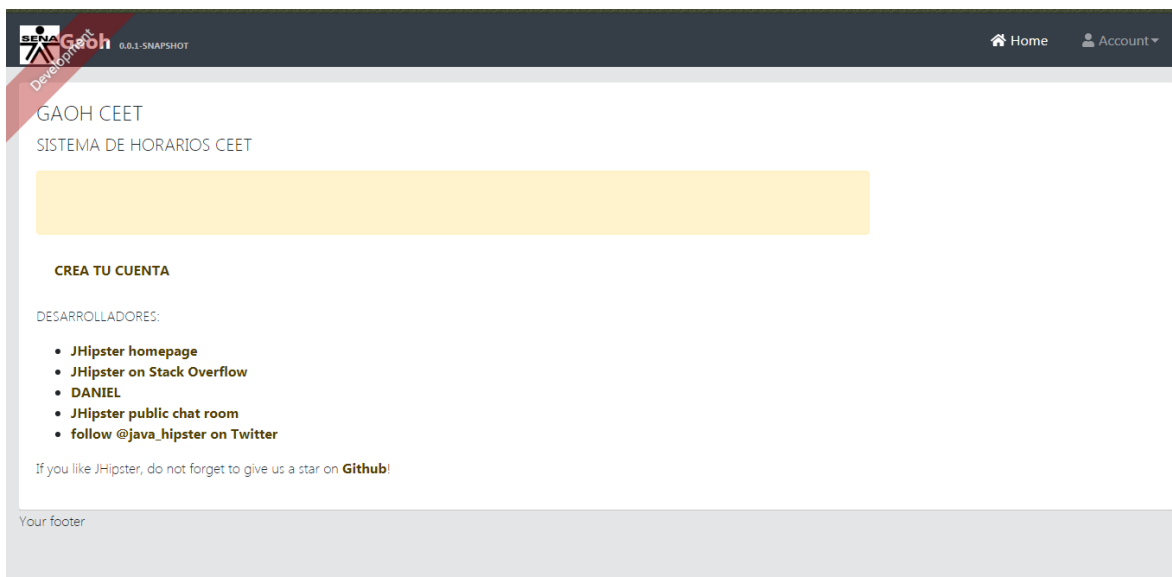 SENA Gaoh 0.0.1-SNAPSHOT Home Account
Development
GAOH CEET
SISTEMA DE HORARIOS CEET
CREA TU CUENTA
DESARROLLADORES:
JHipster homepage
JHipster on Stack Overflow
DANIEL
JHipster public chat room
follow @java_hipster on Twitter
If you like JHipster, do not forget to give us a star on Github!
Your footer